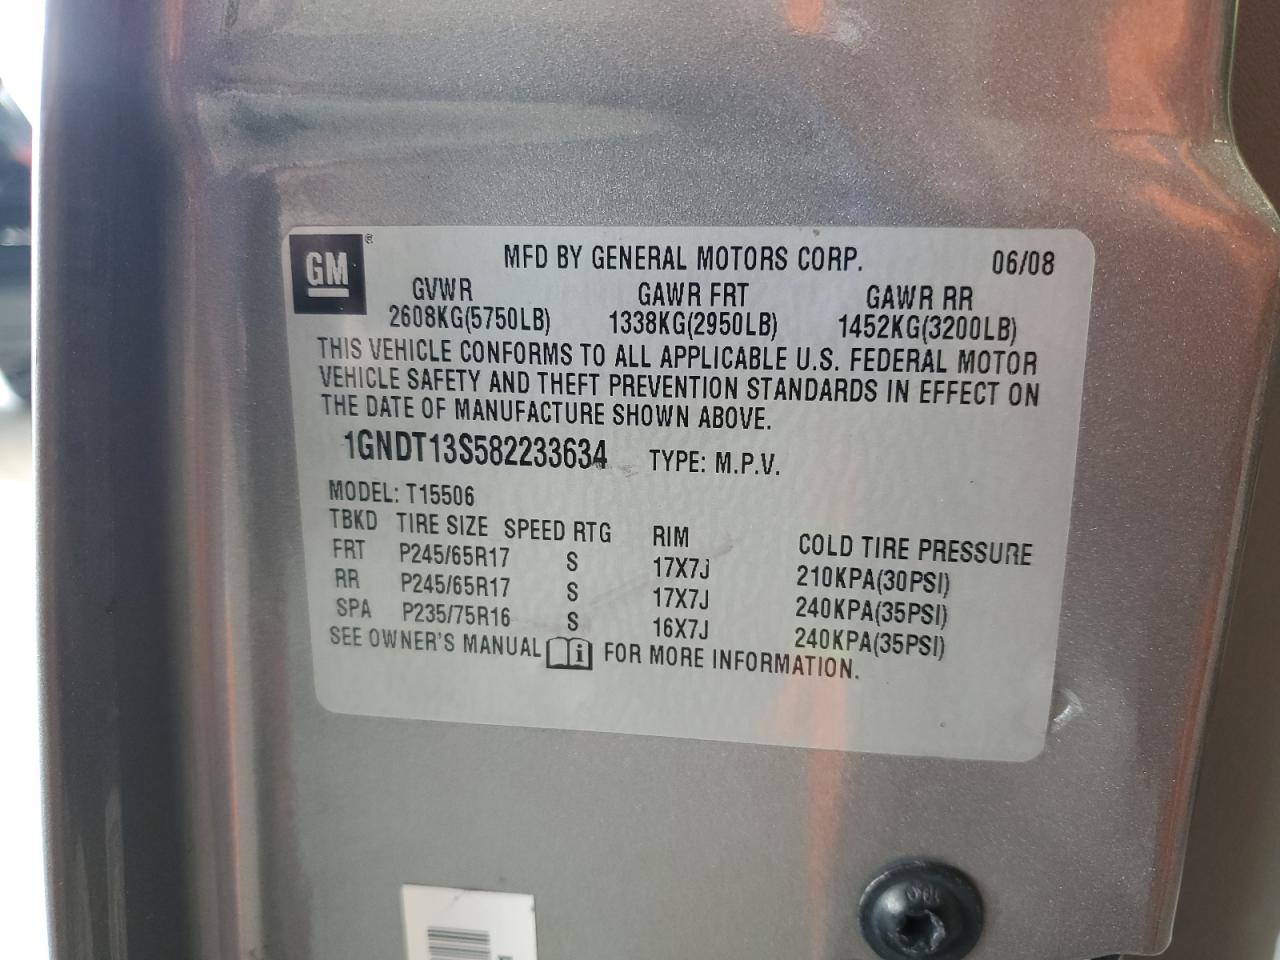 GM ®
MFD BY GENERAL MOTORS CORP. 06/08
GVWR GAWR FRT GAWR RR
2608KG(5750LB) 1338KG(2950LB) 1452KG(3200LB)
THIS VEHICLE CONFORMS TO ALL APPLICABLE U.S. FEDERAL MOTOR
VEHICLE SAFETY AND THEFT PREVENTION STANDARDS IN EFFECT ON
THE DATE OF MANUFACTURE SHOWN ABOVE.
1GNDT13S582233634 TYPE: M.P.V.
MODEL: T15506
TBKD TIRE SIZE SPEED RTG RIM COLD TIRE PRESSURE
FRT P245/65R17 S 17X7J 210KPA(30PSI)
RR P245/65R17 S 17X7J 240KPA(35PSI)
SPA P235/75R16 S 16X7J 240KPA(35PSI)
SEE OWNER'S MANUAL i FOR MORE INFORMATION.